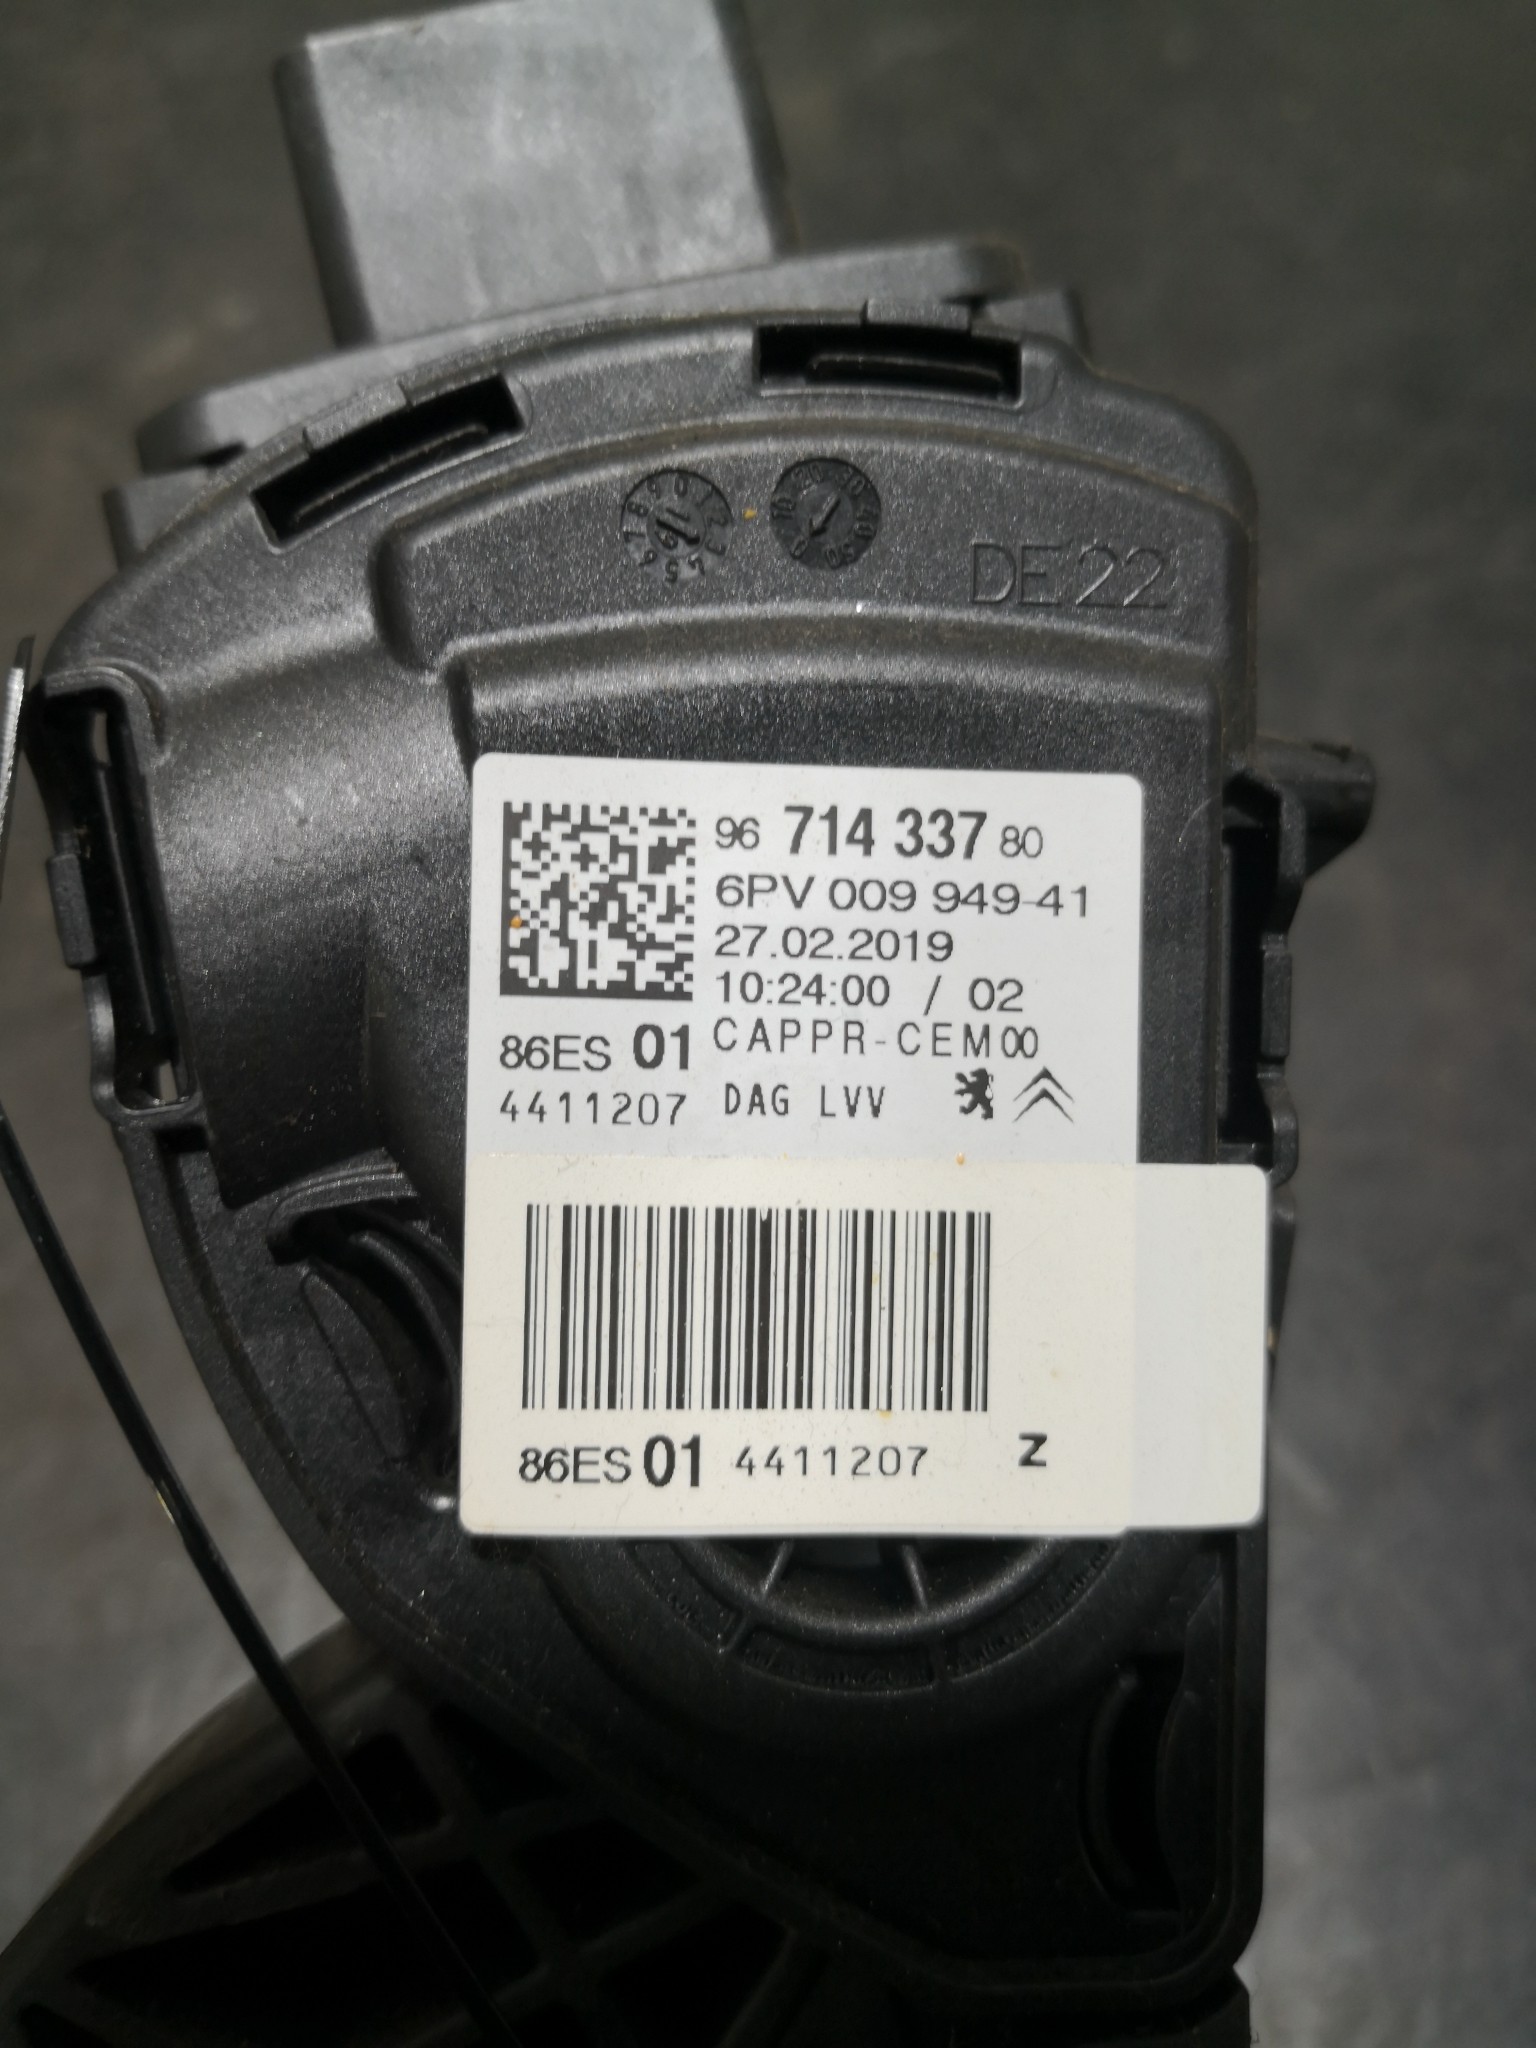 DE22
96 714 337 80
6PV 009 949-41
27.02.2019
10:24:00 / 02
86ES 01 CAPPR-CEM00
4411207 DAG LVV
86ES 01 4411207 Z